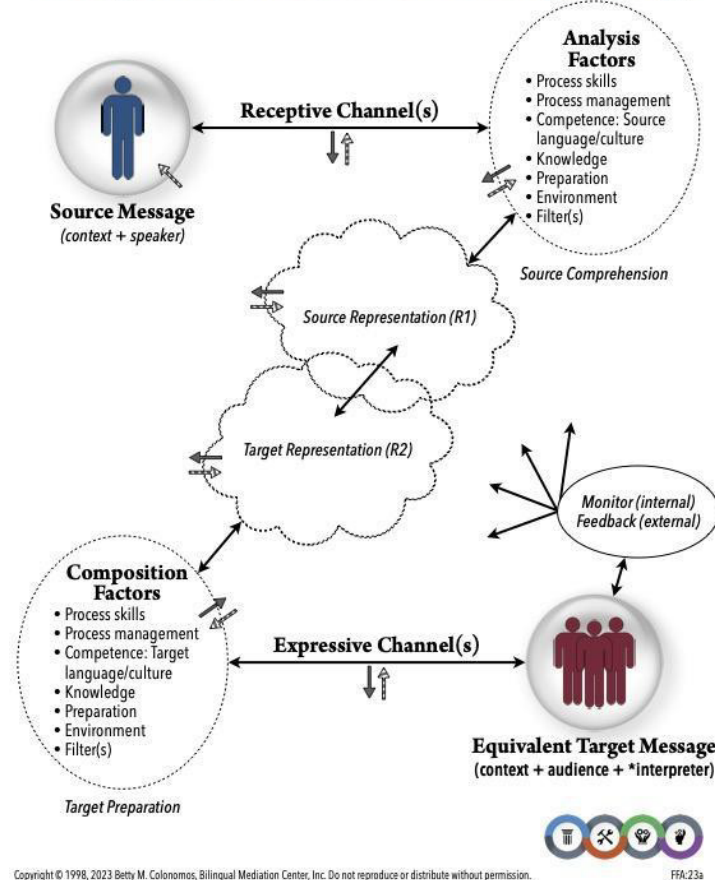 Analysis
Factors
• Process skills
• Process management
• Competence: Source
language/culture
• Knowledge
• Preparation
• Environment
• Filter(s)
Source Comprehension
Receptive Channel(s)
Source Message
(context + speaker)
Source Representation (R1)
Target Representation (R2)
Monitor (internal)
Feedback (external)
Composition
Factors
• Process skills
• Process management
• Competence: Target
language/culture
• Knowledge
• Preparation
• Environment
• Filter(s)
Target Preparation
Expressive Channel(s)
Equivalent Target Message
(context + audience + *interpreter)
Copyright © 1998, 2023 Betty M. Colonomos, Bilingual Mediation Center, Inc. Do not reproduce or distribute without permission.
FFA:23a